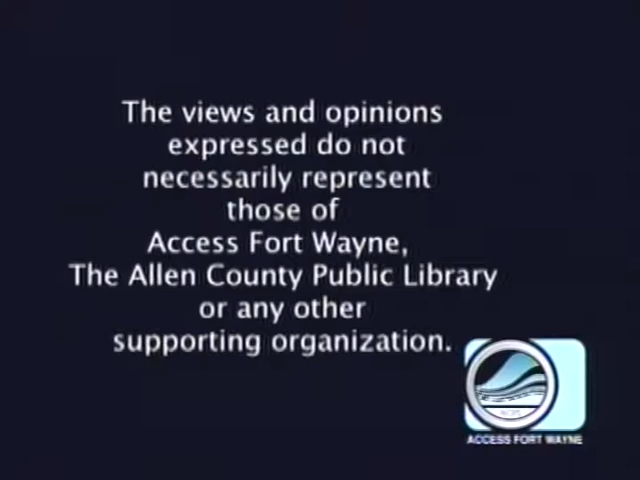 The views and opinions
expressed do not
necessarily represent
those of
Access Fort Wayne,
The Allen County Public Library
or any other
supporting organization.
ACCESS FORT WAYNE